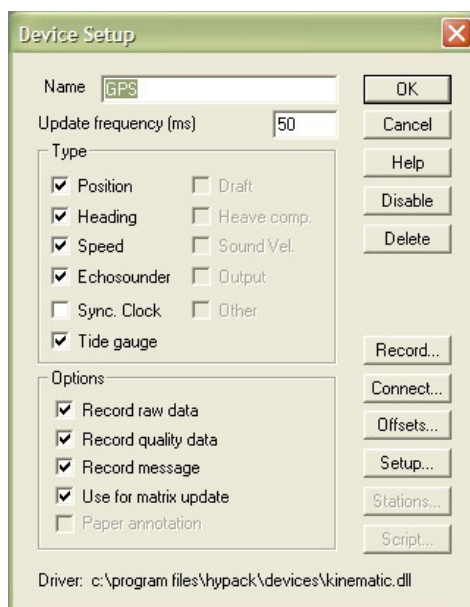 Device Setup
Name GPS OK
Update frequency (ms) 50 Cancel
Type Help
Position Draft Disable
Heading Heave comp. Delete
Speed Sound Vel.
Echosounder Output
Sync. Clock Other
Tide gauge
Record...
Options Connect...
Record raw data Offsets...
Record quality data Setup...
Record message Stations...
Use for matrix update Script...
Paper annotation
Driver: c:\program files\hypack\devices\kinematic.dll